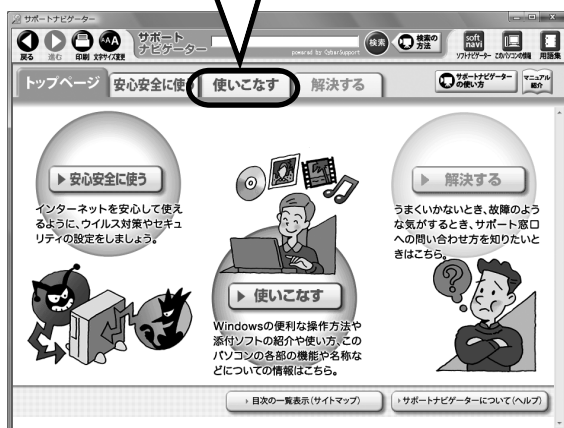 サポートナビゲーター
サポート
ナビゲーター
powered by CyberSupport
検索
検索の
方法
soft
navi
戻る
進む
印刷
文字サイズ変更
ソフトナビゲーター
このパソコンの情報
用語集
トップページ
安心安全に使う
使いこなす
解決する
サポートナビゲーター
の使い方
マニュアル
紹介
安心安全に使う
インターネットを安心して使え
るように、ウイルス対策やセキュ
リティの設定をしましょう。
使いこなす
Windowsの便利な操作方法や
添付ソフトの紹介や使い方、この
パソコンの各部の機能や名称な
どについての情報はこちら。
解決する
うまくいかないとき、故障のよう
な気がするとき、サポート窓口
への問い合わせ方を知りたいと
きはこちら。
目次の一覧表示(サイトマップ)
サポートナビゲーターについて(ヘルプ)